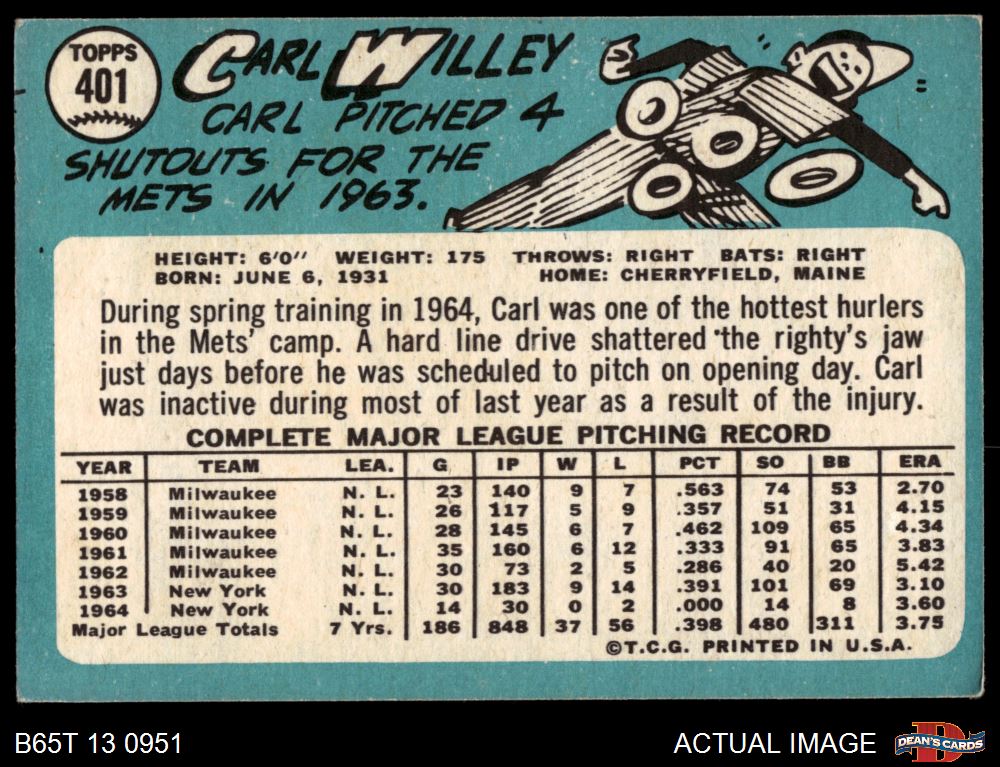 TOPPS
401
CARL WILLEY
CARL PITCHED 4
SHUTOUTS FOR THE
METS IN 1963.
HEIGHT: 6'0" WEIGHT: 175 THROWS: RIGHT BATS: RIGHT
BORN: JUNE 6, 1931 HOME: CHERRYFIELD, MAINE
During spring training in 1964, Carl was one of the hottest hurlers
in the Mets' camp. A hard line drive shattered the righty's jaw
just days before he was scheduled to pitch on opening day. Carl
was inactive during most of last year as a result of the injury.
COMPLETE MAJOR LEAGUE PITCHING RECORD
YEAR TEAM LEA. G IP W L PCT SO BB ERA
1958 Milwaukee N. L. 23 140 9 7 .563 74 53 2.70
1959 Milwaukee N. L. 26 117 5 9 .357 51 31 4.15
1960 Milwaukee N. L. 28 145 6 7 .462 109 65 4.34
1961 Milwaukee N. L. 35 160 6 12 .333 91 65 3.83
1962 Milwaukee N. L. 30 73 2 5 .286 40 20 5.42
1963 New York N. L. 30 183 9 14 .391 101 69 3.10
1964 New York N. L. 14 30 0 2 .000 14 8 3.60
Major League Totals 7 Yrs. 186 848 37 56 .398 480 311 3.75
©T.C.G. PRINTED IN U.S.A.
B65T 13 0951
ACTUAL IMAGE
D
DEAN'S CARDS